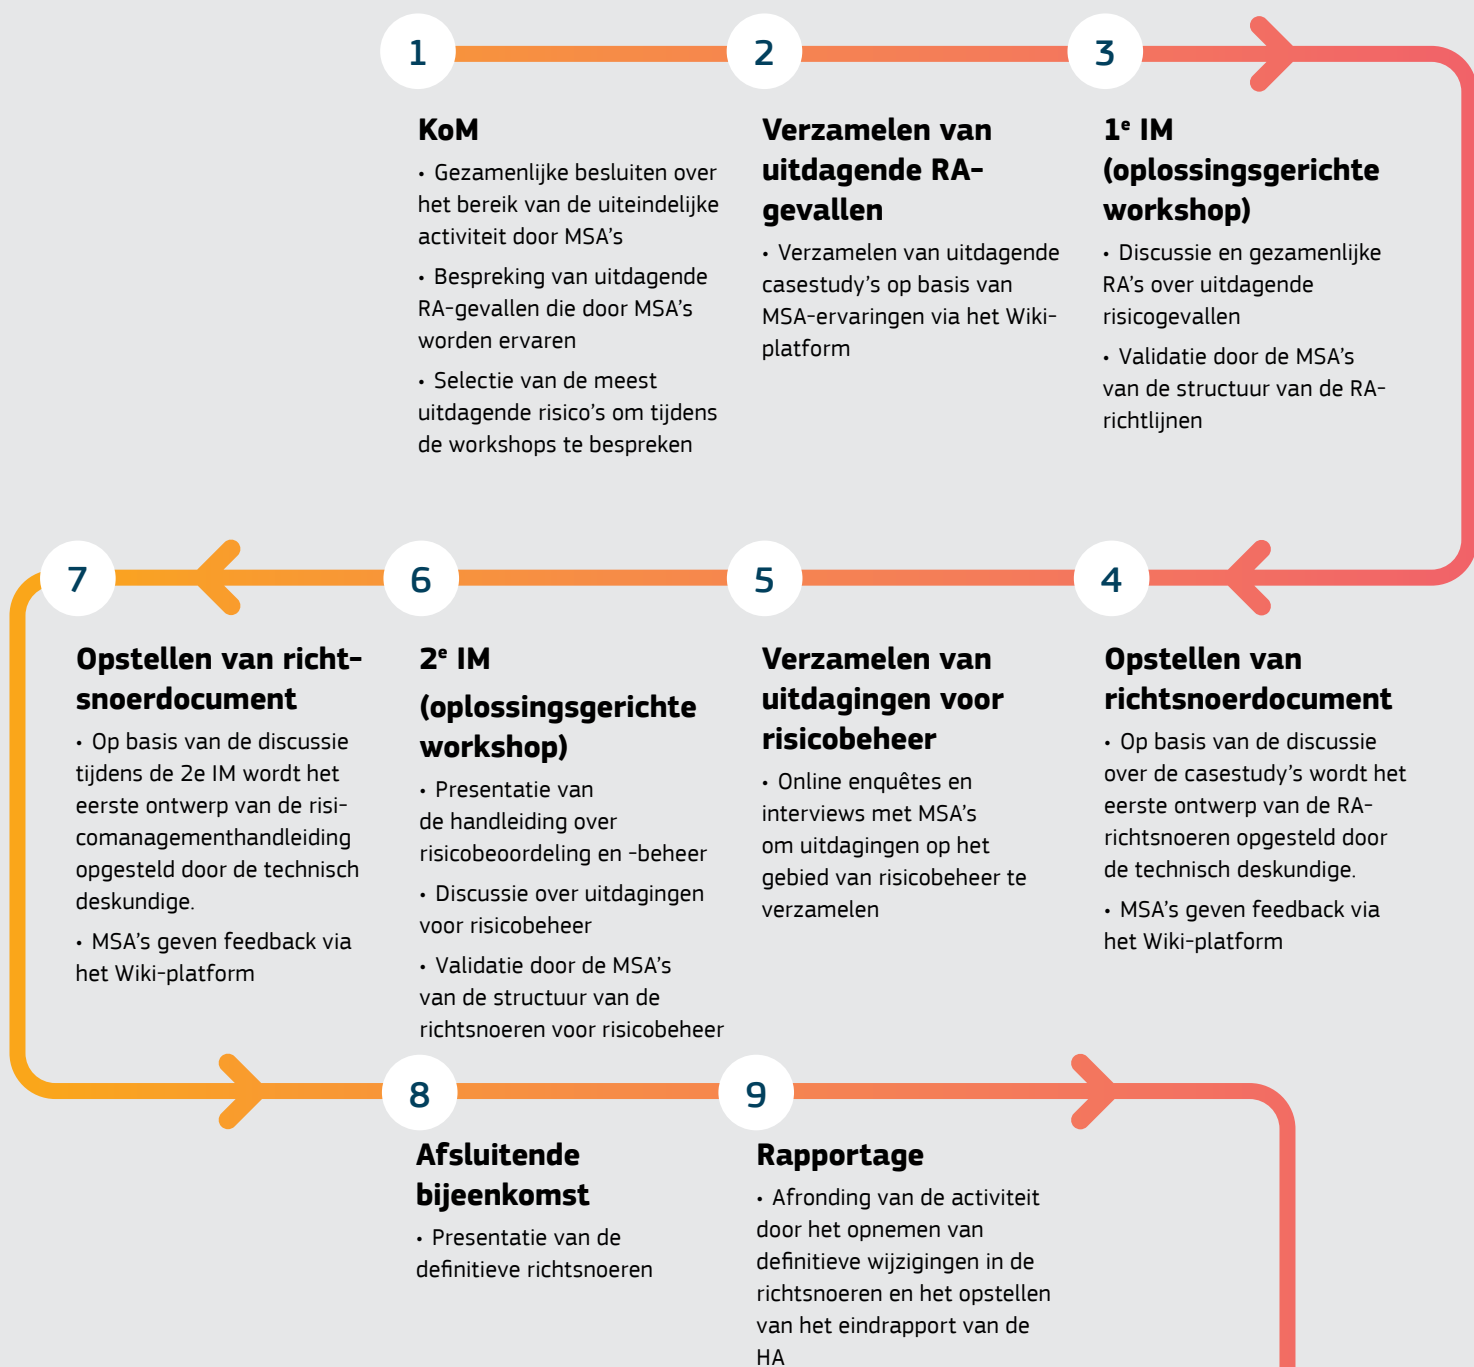 1
KoM
• Gezamenlijke besluiten over
het bereik van de uiteindelijke
activiteit door MSA's
• Bespreking van uitdagende
RA-gevallen die door MSA's
worden ervaren
• Selectie van de meest
uitdagende risico's om tijdens
de workshops te bespreken
2
Verzamelen van
uitdagende RA-
gevallen
• Verzamelen van uitdagende
casestudy's op basis van
MSA-ervaringen via het Wiki-
platform
3
1e IM
(oplossingsgerichte
workshop)
• Discussie en gezamenlijke
RA's over uitdagende
risicogevallen
• Validatie door de MSA's
van de structuur van de RA-
richtlijnen
4
Opstellen van
richtsnoerdocument
• Op basis van de discussie
over de casestudy's wordt het
eerste ontwerp van de RA-
richtsnoeren opgesteld door
de technisch deskundige.
• MSA's geven feedback via
het Wiki-platform
5
Verzamelen van
uitdagingen voor
risicobeheer
• Online enquêtes en
interviews met MSA's
om uitdagingen op het
gebied van risicobeheer te
verzamelen
6
2e IM
(oplossingsgerichte
workshop)
• Presentatie van
de handleiding over
risicobeoordeling en -beheer
• Discussie over uitdagingen
voor risicobeheer
• Validatie door de MSA's
van de structuur van de
richtsnoeren voor risicobeheer
7
Opstellen van richt-
snoerdocument
• Op basis van de discussie
tijdens de 2e IM wordt het
eerste ontwerp van de risi-
comanagementhandleiding
opgesteld door de technisch
deskundige.
• MSA's geven feedback via
het Wiki-platform
8
Afsluitende
bijeenkomst
• Presentatie van de
definitieve richtsnoeren
9
Rapportage
• Afronding van de activiteit
door het opnemen van
definitieve wijzigingen in de
richtsnoeren en het opstellen
van het eindrapport van de
HA